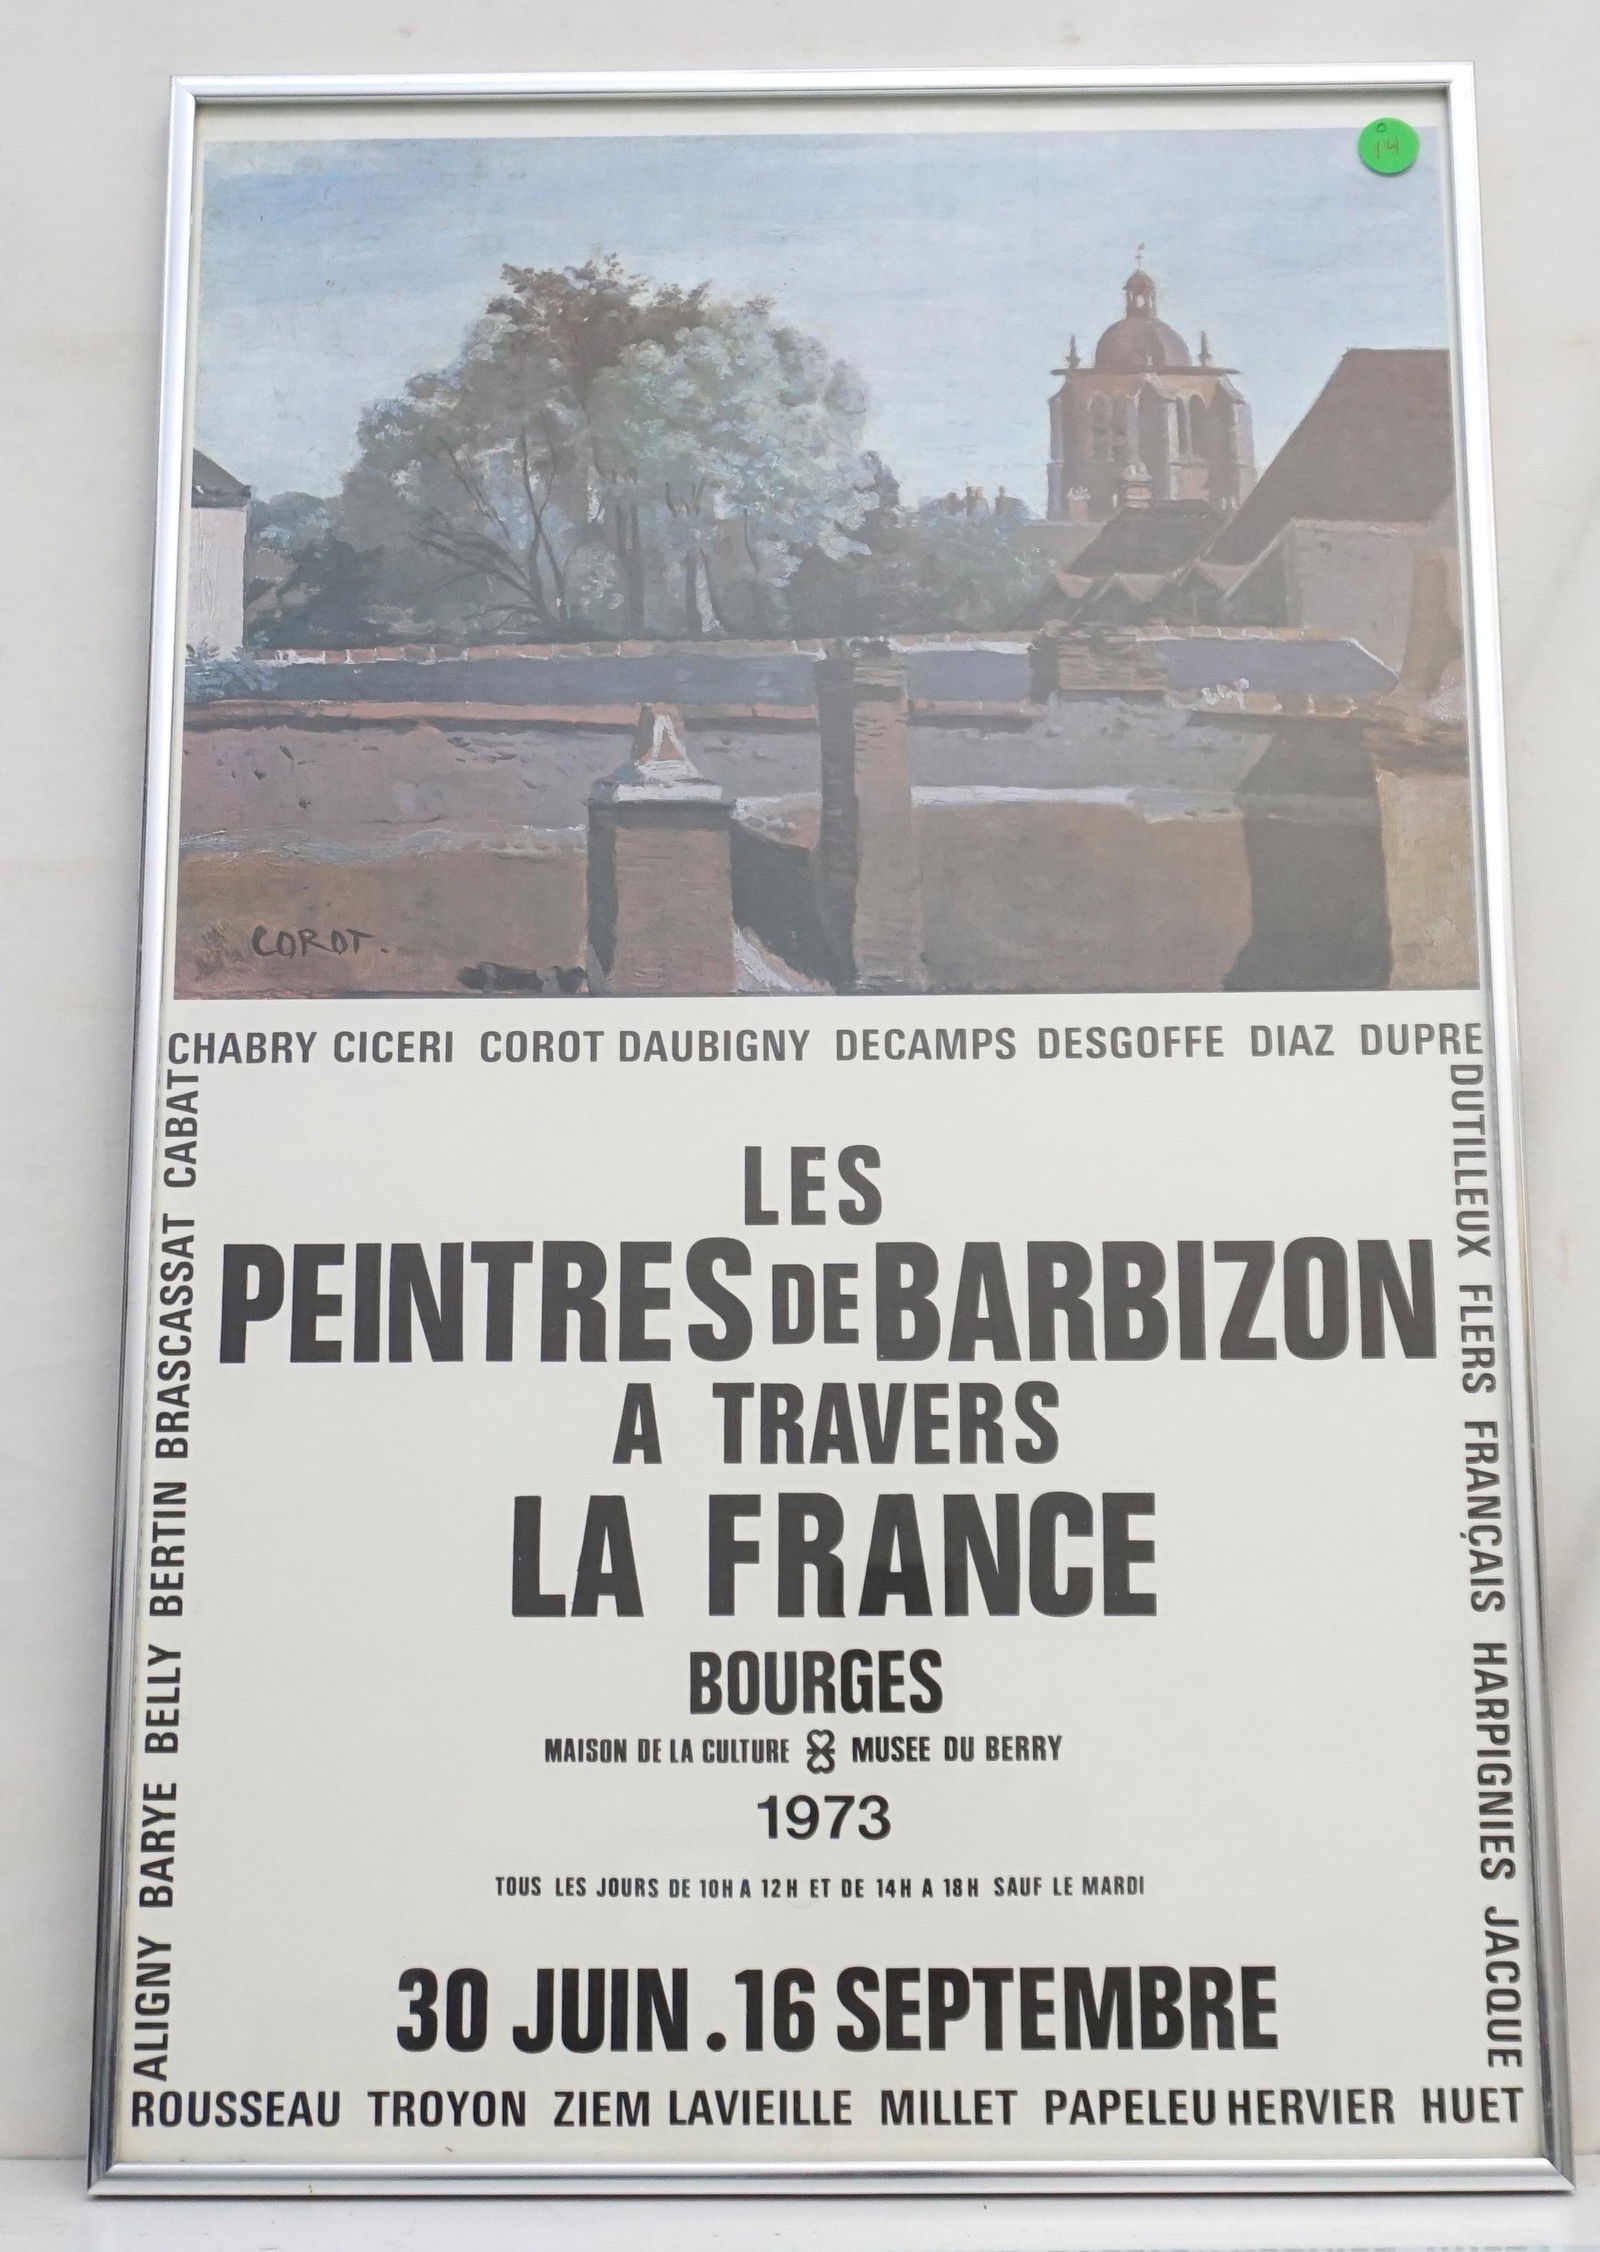 14
COROT.
CHABRY CICERI COROT DAUBIGNY DECAMPS DESGOFFE DIAZ DUPRE
ALIGNY BARYE BELLY BERTIN BRASCASSAT CABAT
DUTILLEUX FLERS FRANÇAIS HARPIGNIES JACQUE
LES
PEINTRES DE BARBIZON
A TRAVERS
LA FRANCE
BOURGES
MAISON DE LA CULTURE MUSEE DU BERRY
1973
TOUS LES JOURS DE 10H A 12H ET DE 14H A 18H SAUF LE MARDI
30 JUIN.16 SEPTEMBRE
ROUSSEAU TROYON ZIEM LAVIEILLE MILLET PAPELEU HERVIER HUET